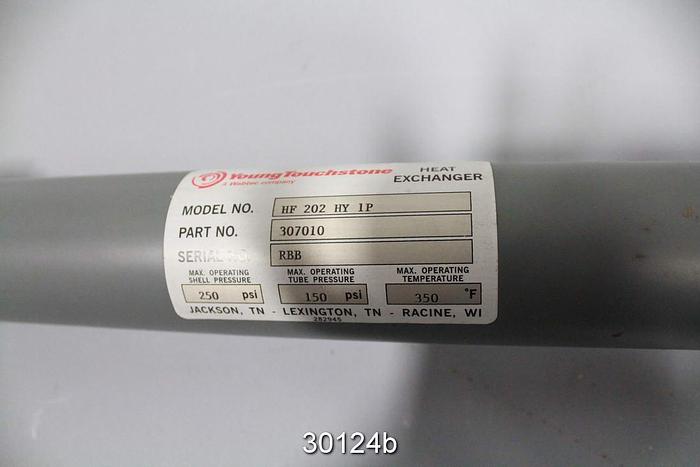 YoungTouchstone
A Wabtec company
HEAT
EXCHANGER
MODEL NO. HF 202 HY 1P
PART NO. 307010
SERIAL NO. RBB
MAX. OPERATING SHELL PRESSURE 250 psi
MAX. OPERATING TUBE PRESSURE 150 psi
MAX. OPERATING TEMPERATURE 350 °F
JACKSON, TN - LEXINGTON, TN - RACINE, WI
282945
30124b